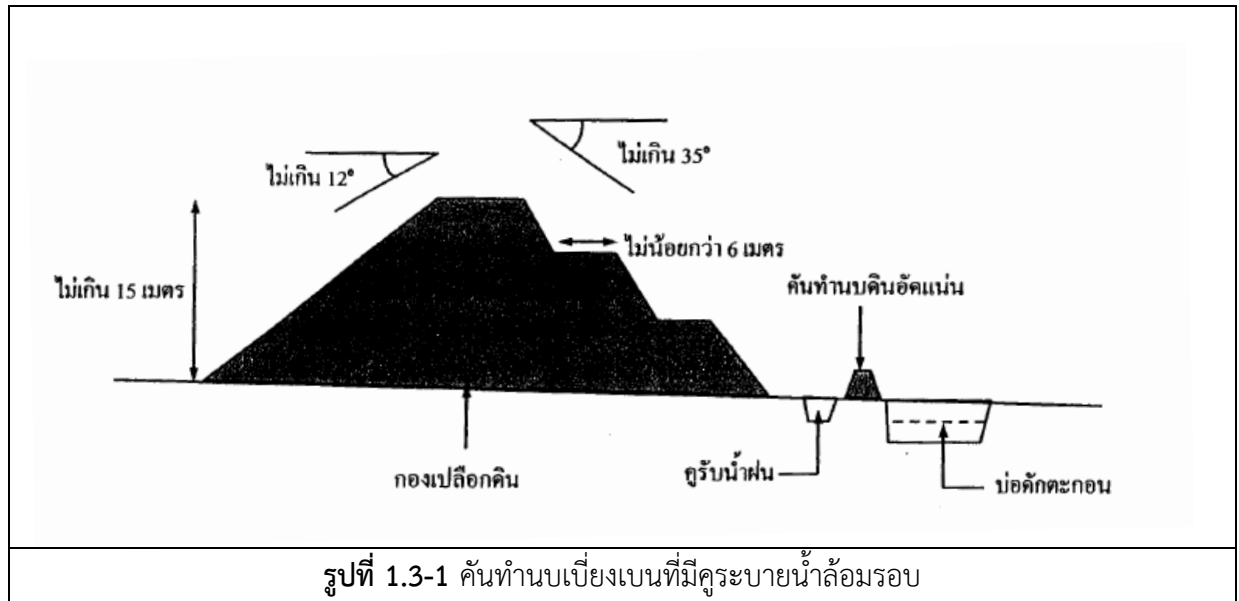 ไม่เกิน 35°
ไม่เกิน 12°
ไม่น้อยกว่า 6 เมตร
ไม่เกิน 15 เมตร
คันทำนบดินอัดแน่น
กองเปลือกดิน
คูรับน้ำฝน
บ่อดักตะกอน
รูปที่ 1.3-1 คันทำนบเบี่ยงเบนที่มีคูระบายน้ำล้อมรอบ